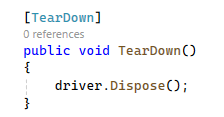 [TearDown]
0 references
public void TearDown()
{
    driver.Dispose();
}